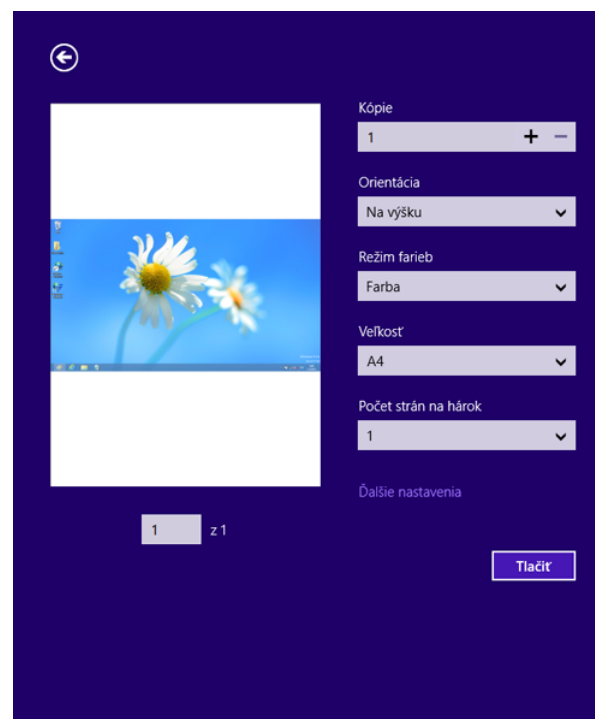 Kópie
1
Orientácia
Na výšku
Režim farieb
Farba
Veľkosť
A4
Počet strán na hárok
1
Ďalšie nastavenia
1 z 1
Tlačiť